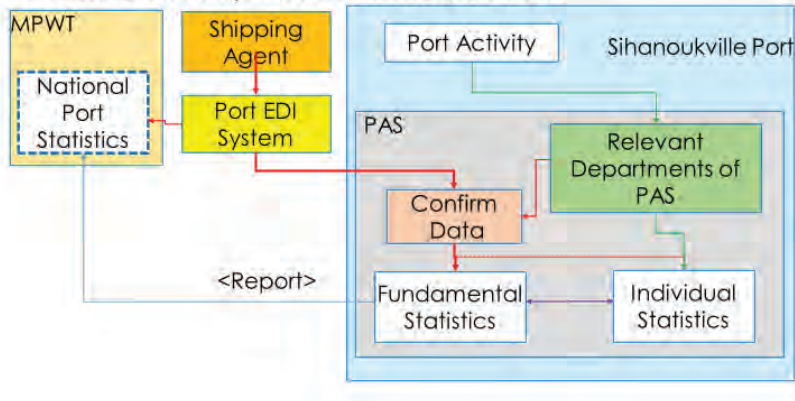 MPWT
Shipping
Agent
Port Activity
Sihanoukville Port
National
Port
Statistics
Port EDI
System
PAS
Relevant
Departments of
PAS
Confirm
Data
<Report>
Fundamental
Statistics
Individual
Statistics